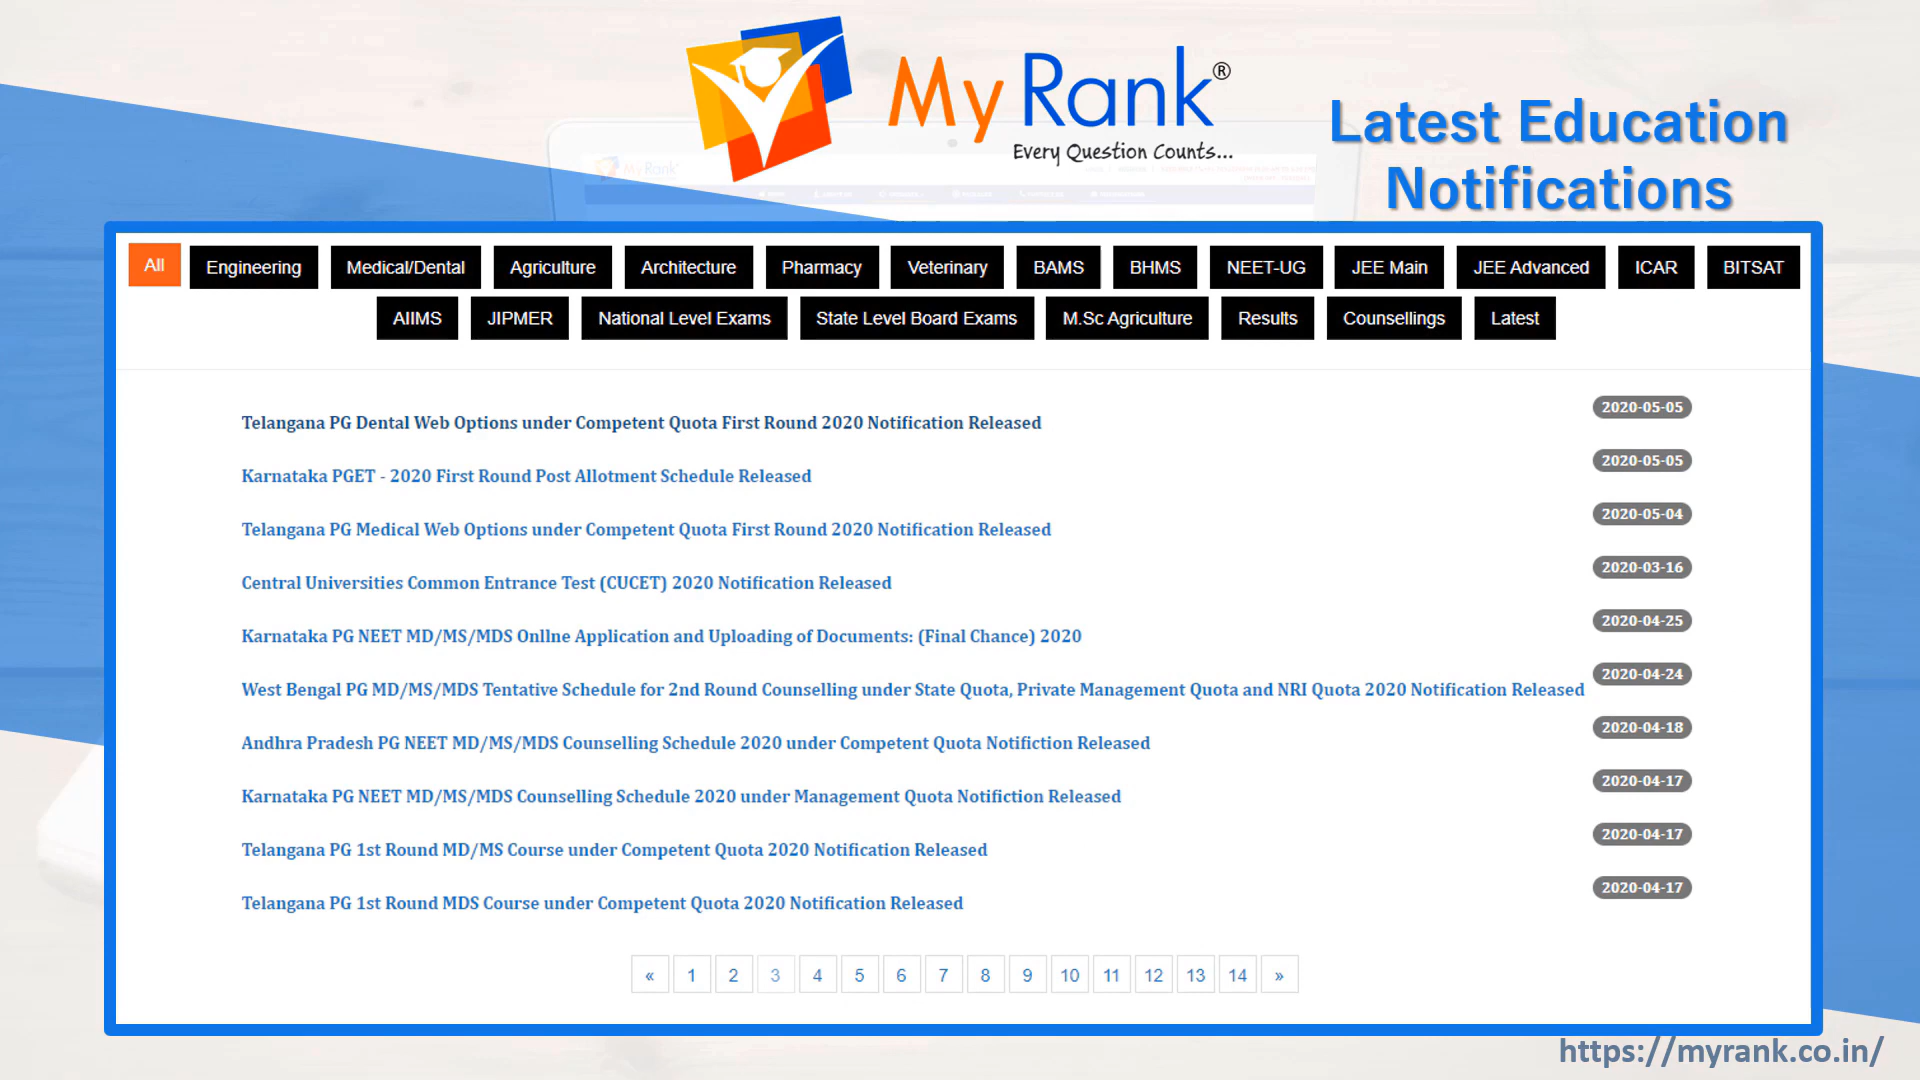 My Rank®
Every Question Counts...
Latest Education
Notifications
MyRank
All Engineering Medical/Dental Agriculture Architecture Pharmacy Veterinary BAMS BHMS NEET-UG JEE Main JEE Advanced ICAR BITSAT
AIIMS JIPMER National Level Exams State Level Board Exams M.Sc Agriculture Results Counsellings Latest
Telangana PG Dental Web Options under Competent Quota First Round 2020 Notification Released 2020-05-05
Karnataka PGET - 2020 First Round Post Allotment Schedule Released 2020-05-05
Telangana PG Medical Web Options under Competent Quota First Round 2020 Notification Released 2020-05-04
Central Universities Common Entrance Test (CUCET) 2020 Notification Released 2020-03-16
Karnataka PG NEET MD/MS/MDS OnlIne Application and Uploading of Documents: (Final Chance) 2020 2020-04-25
West Bengal PG MD/MS/MDS Tentative Schedule for 2nd Round Counselling under State Quota, Private Management Quota and NRI Quota 2020 Notification Released 2020-04-24
Andhra Pradesh PG NEET MD/MS/MDS Counselling Schedule 2020 under Competent Quota Notifiction Released 2020-04-18
Karnataka PG NEET MD/MS/MDS Counselling Schedule 2020 under Management Quota Notifiction Released 2020-04-17
Telangana PG 1st Round MD/MS Course under Competent Quota 2020 Notification Released 2020-04-17
Telangana PG 1st Round MDS Course under Competent Quota 2020 Notification Released 2020-04-17
« 1 2 3 4 5 6 7 8 9 10 11 12 13 14 »
https://myrank.co.in/